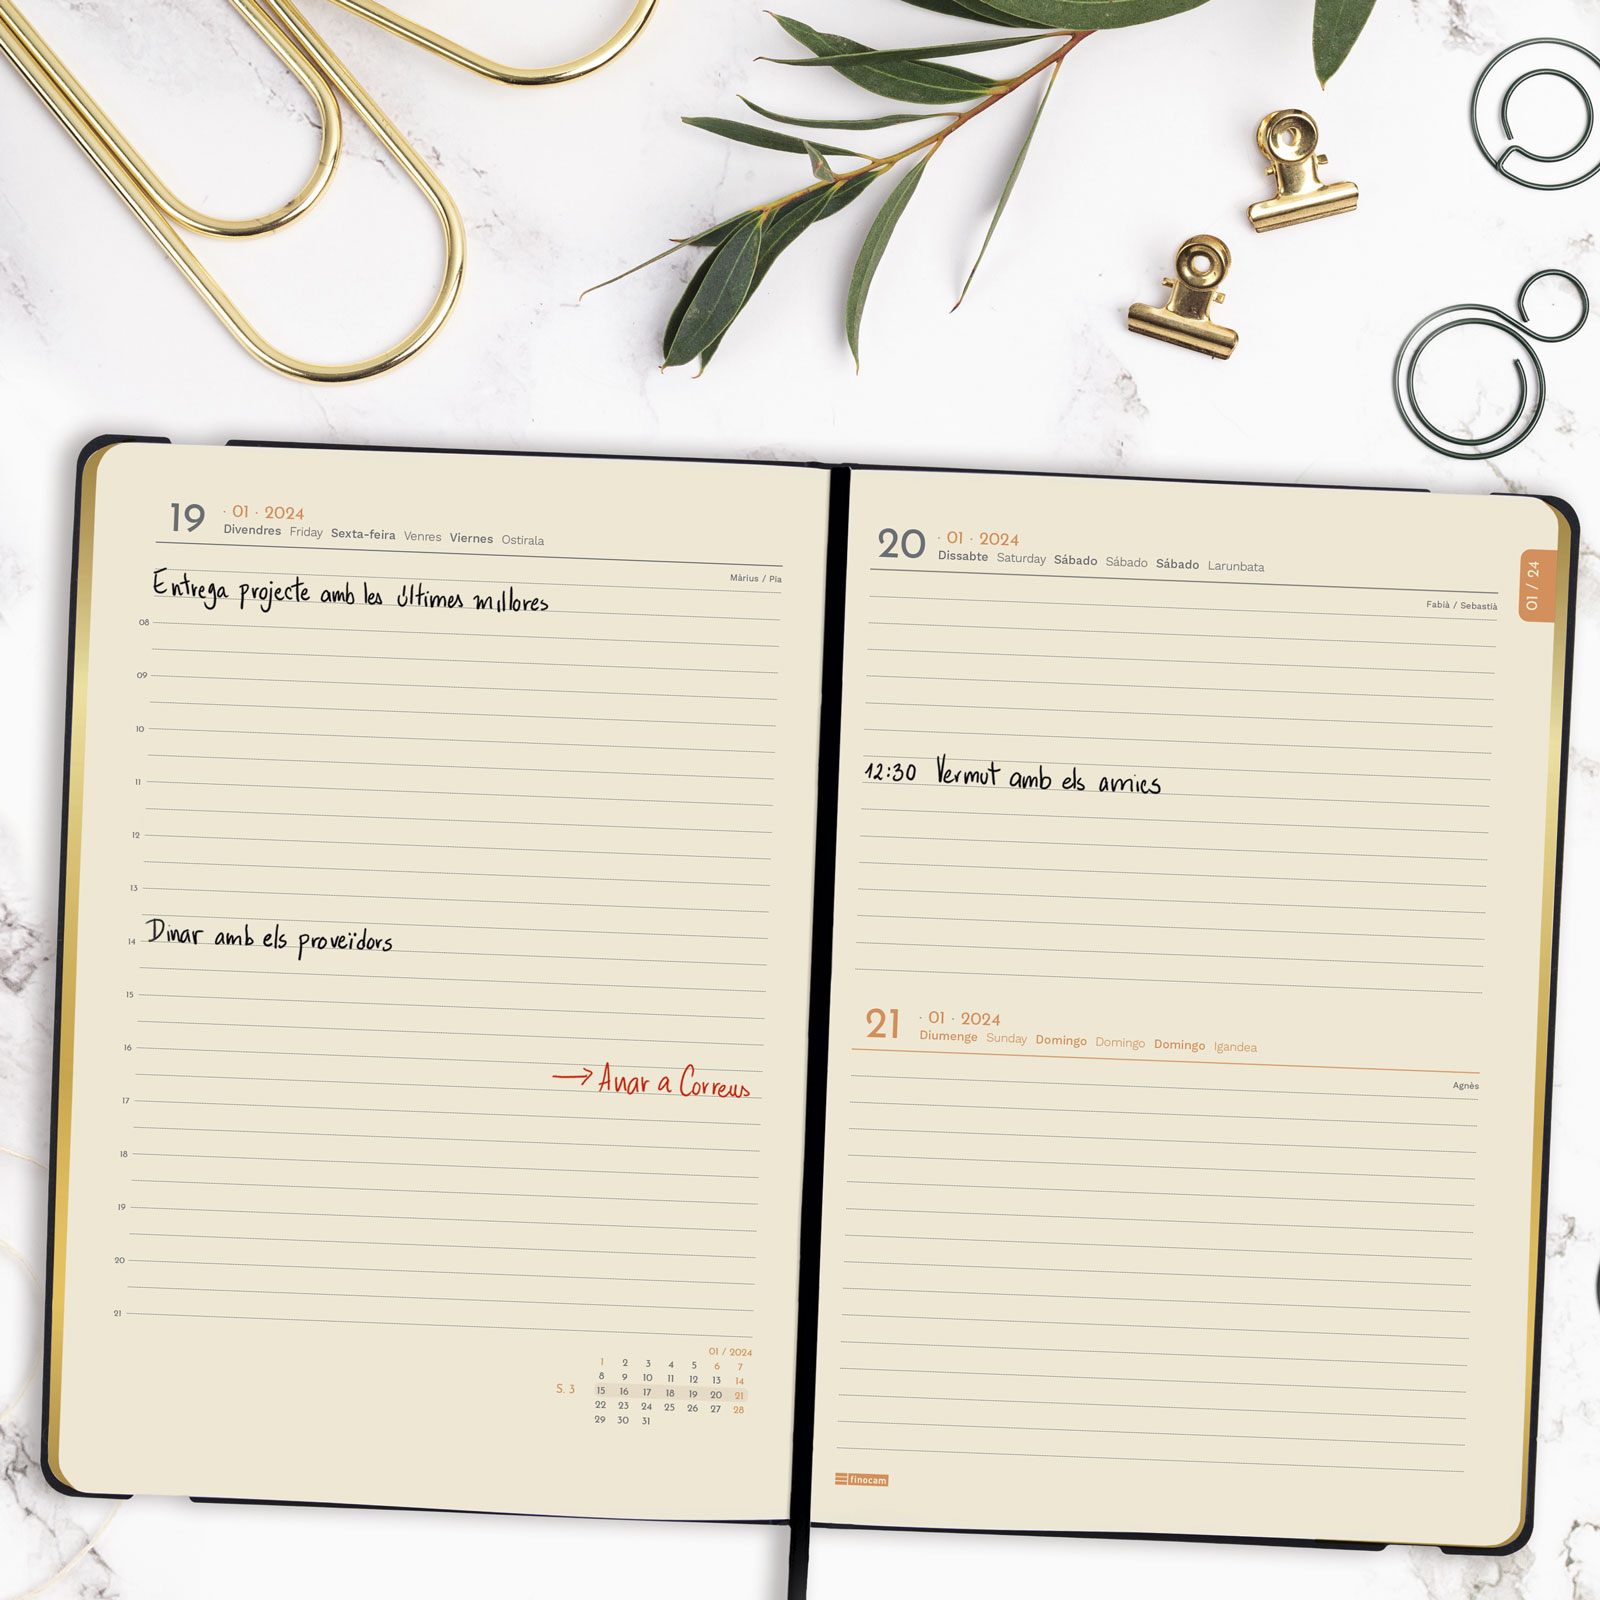 19 · 01 · 2024
Divendres Friday Sexta-feira Venres Viernes Ostirala
Màrius / Pia
Entrega projecte amb les últimes millores
08
09
10
11
12
13
14 Dinar amb els proveïdors
15
16
→ Anar a Correus
17
18
19
20
21
01 / 2024
1 2 3 4 5 6 7
8 9 10 11 12 13 14
S. 3 15 16 17 18 19 20 21
22 23 24 25 26 27 28
29 30 31
20 · 01 · 2024
Dissabte Saturday Sábado Sábado Sábado Larunbata
Fabià / Sebastià
01 / 24
12:30 Vermut amb els amics
21 · 01 · 2024
Diumenge Sunday Domingo Domingo Domingo Igandea
Agnès
finocam